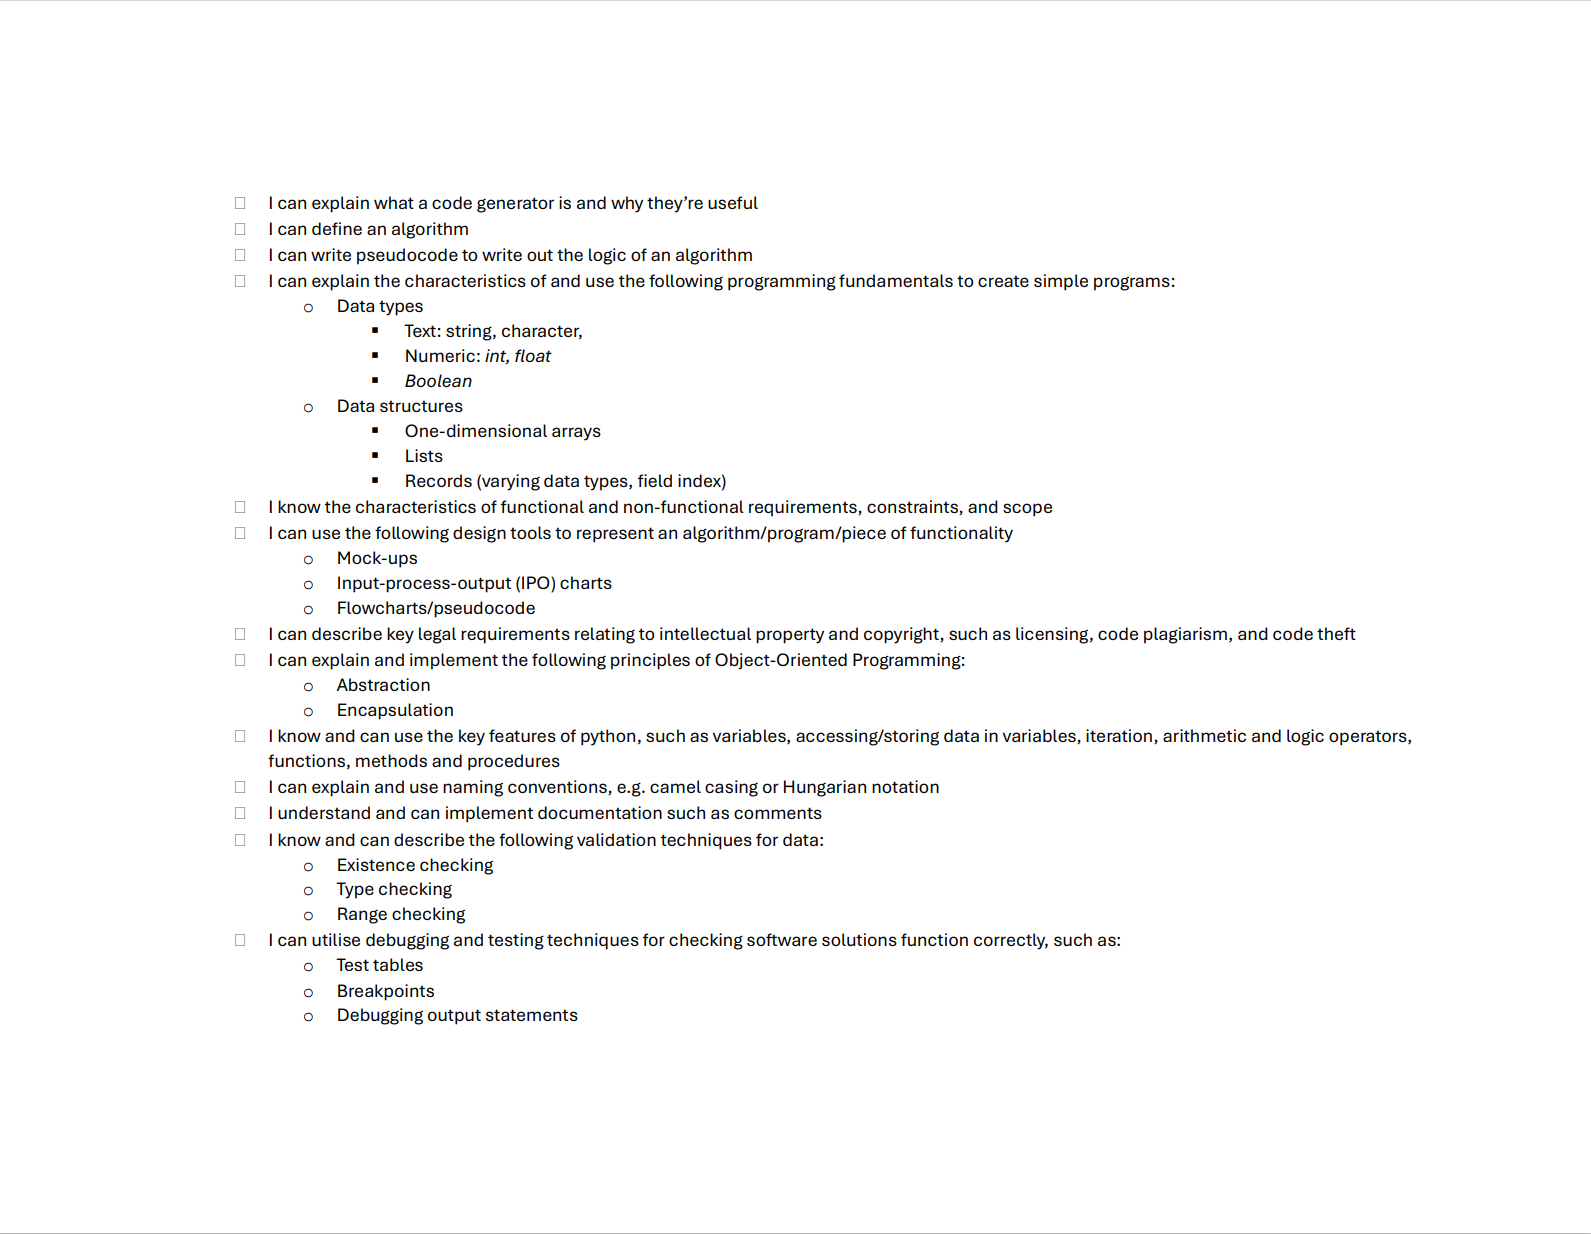 □ I can explain what a code generator is and why they’re useful
□ I can define an algorithm
□ I can write pseudocode to write out the logic of an algorithm
□ I can explain the characteristics of and use the following programming fundamentals to create simple programs:
o Data types
▪ Text: string, character,
▪ Numeric: int, float
▪ Boolean
o Data structures
▪ One-dimensional arrays
▪ Lists
▪ Records (varying data types, field index)
□ I know the characteristics of functional and non-functional requirements, constraints, and scope
□ I can use the following design tools to represent an algorithm/program/piece of functionality
o Mock-ups
o Input-process-output (IPO) charts
o Flowcharts/pseudocode
□ I can describe key legal requirements relating to intellectual property and copyright, such as licensing, code plagiarism, and code theft
□ I can explain and implement the following principles of Object-Oriented Programming:
o Abstraction
o Encapsulation
□ I know and can use the key features of python, such as variables, accessing/storing data in variables, iteration, arithmetic and logic operators,
functions, methods and procedures
□ I can explain and use naming conventions, e.g. camel casing or Hungarian notation
□ I understand and can implement documentation such as comments
□ I know and can describe the following validation techniques for data:
o Existence checking
o Type checking
o Range checking
□ I can utilise debugging and testing techniques for checking software solutions function correctly, such as:
o Test tables
o Breakpoints
o Debugging output statements